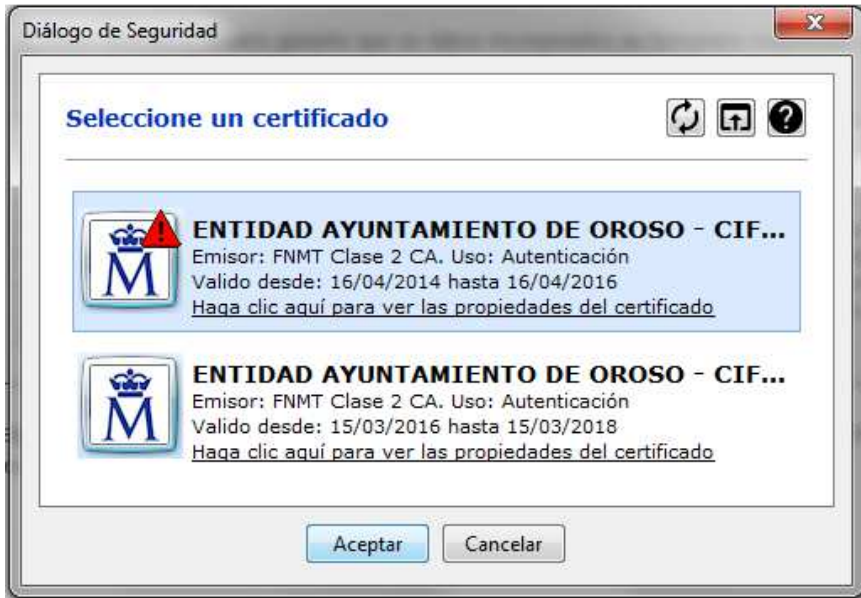 Diálogo de Seguridad
Seleccione un certificado
ENTIDAD AYUNTAMIENTO DE OROSO - CIF...
Emisor: FNMT Clase 2 CA. Uso: Autenticación
Valido desde: 16/04/2014 hasta 16/04/2016
Haga clic aquí para ver las propiedades del certificado
ENTIDAD AYUNTAMIENTO DE OROSO - CIF...
Emisor: FNMT Clase 2 CA. Uso: Autenticación
Valido desde: 15/03/2016 hasta 15/03/2018
Haga clic aquí para ver las propiedades del certificado
Aceptar
Cancelar